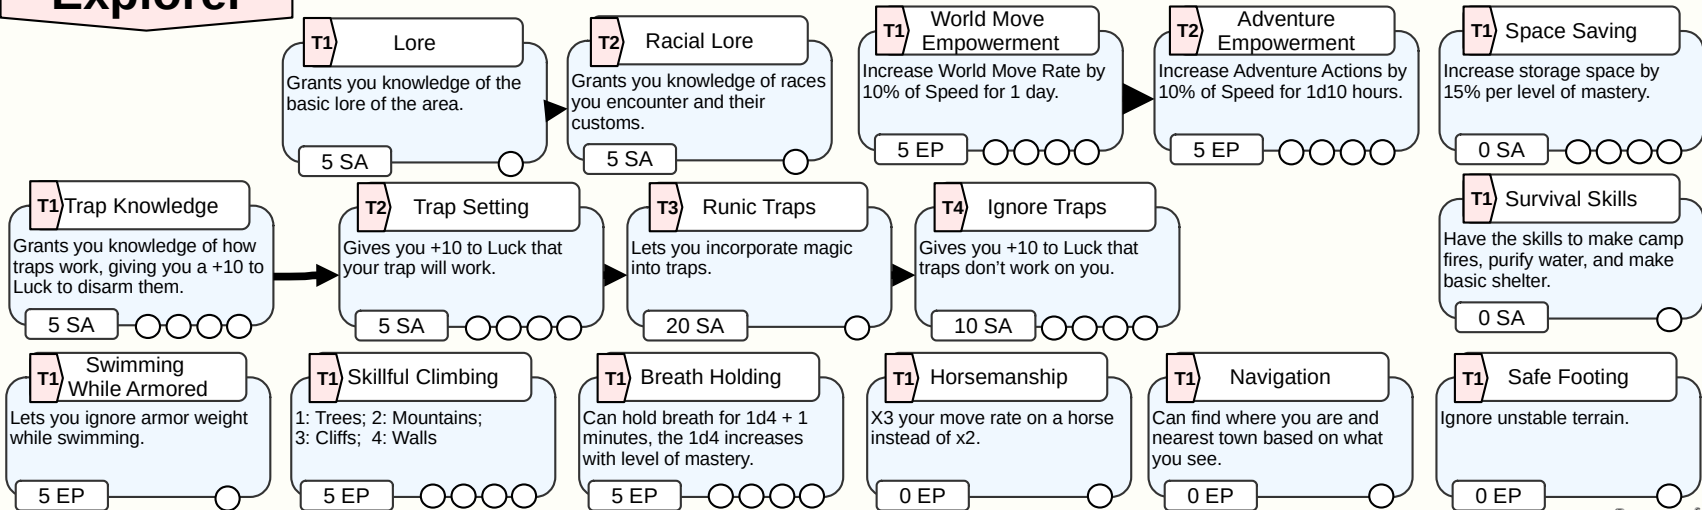 Explorer
T1
Lore
Grants you knowledge of the
basic lore of the area.
5 SA
T2
Racial Lore
Grants you knowledge of races
you encounter and their
customs.
5 SA
T1
World Move
Empowerment
Increase World Move Rate by
10% of Speed for 1 day.
5 EP
T2
Adventure
Empowerment
Increase Adventure Actions by
10% of Speed for 1d10 hours.
5 EP
T1
Space Saving
Increase storage space by
15% per level of mastery.
0 SA
T1
Trap Knowledge
Grants you knowledge of how
traps work, giving you a +10 to
Luck to disarm them.
5 SA
T2
Trap Setting
Gives you +10 to Luck that
your trap will work.
5 SA
T3
Runic Traps
Lets you incorporate magic
into traps.
20 SA
T4
Ignore Traps
Gives you +10 to Luck that
traps don’t work on you.
10 SA
T1
Survival Skills
Have the skills to make camp
fires, purify water, and make
basic shelter.
0 SA
T1
Swimming
While Armored
Lets you ignore armor weight
while swimming.
5 EP
T1
Skillful Climbing
1: Trees; 2: Mountains;
3: Cliffs; 4: Walls
5 EP
T1
Breath Holding
Can hold breath for 1d4 + 1
minutes, the 1d4 increases
with level of mastery.
5 EP
T1
Horsemanship
X3 your move rate on a horse
instead of x2.
0 EP
T1
Navigation
Can find where you are and
nearest town based on what
you see.
0 EP
T1
Safe Footing
Ignore unstable terrain.
0 EP